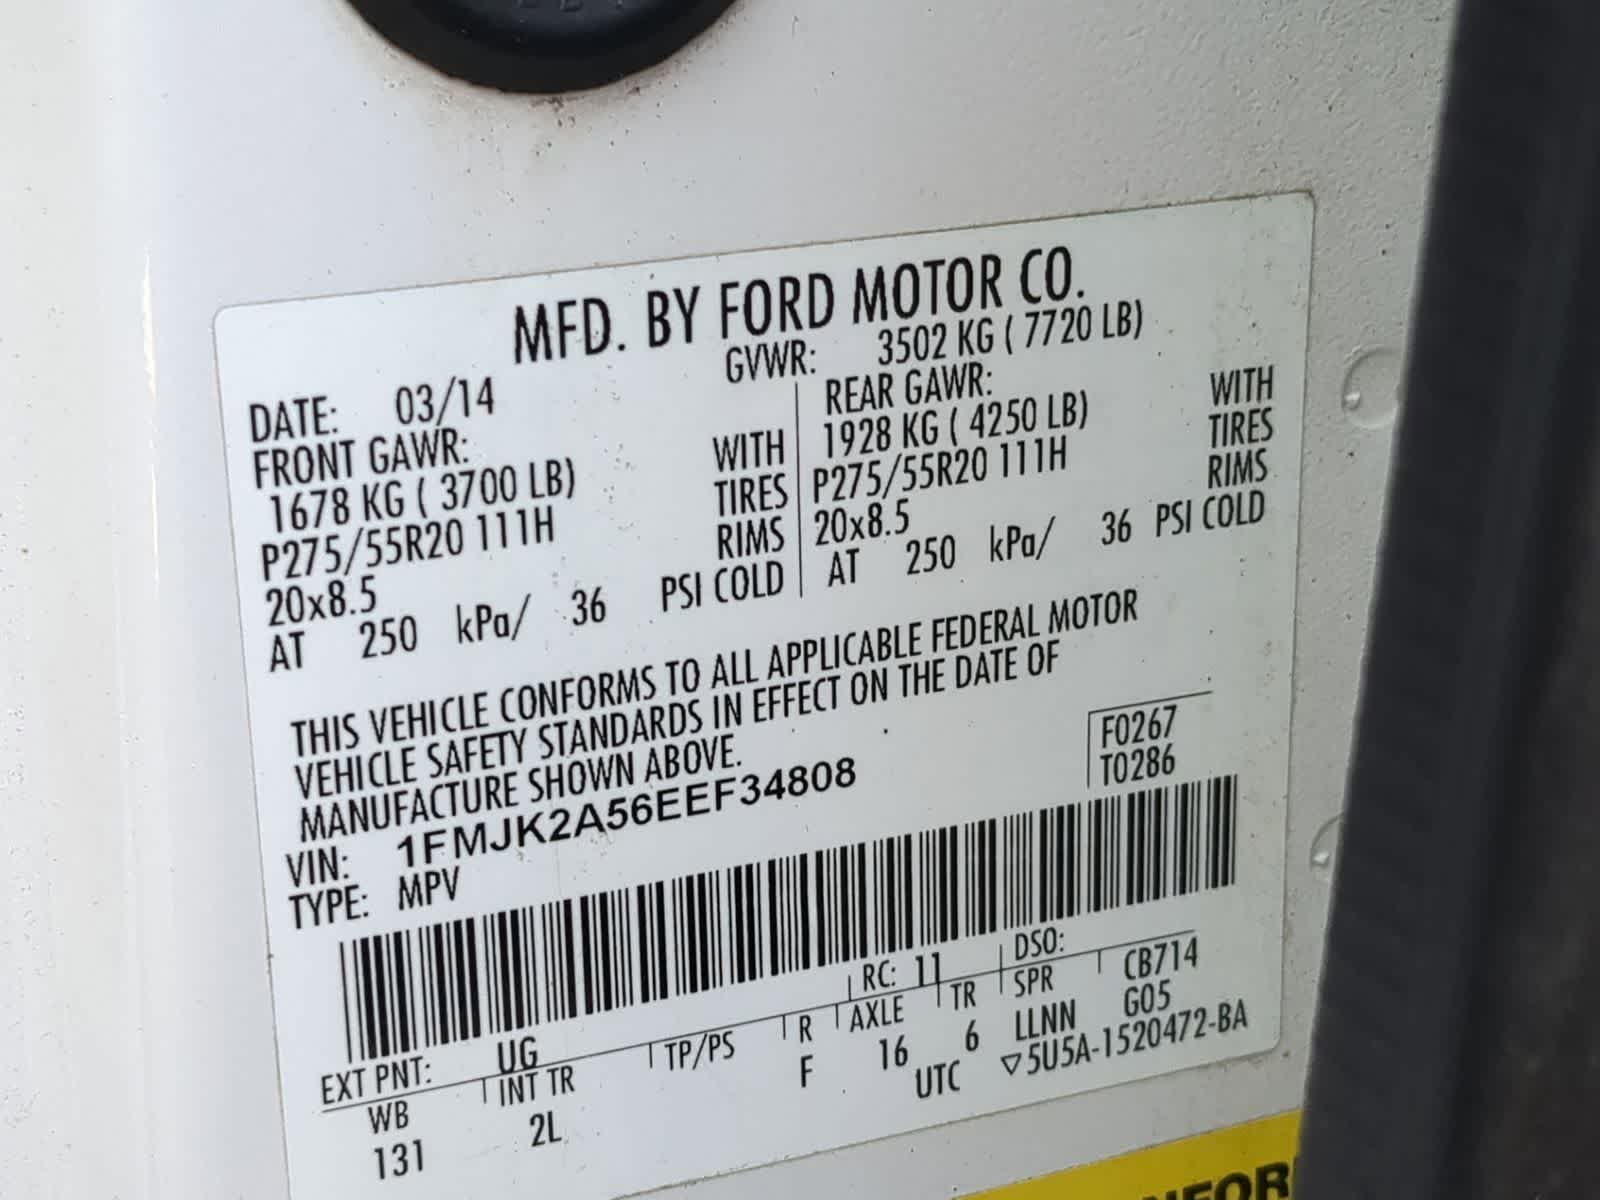 MFD. BY FORD MOTOR CO.
DATE: 03/14 GVWR: 3502 KG ( 7720 LB)
FRONT GAWR: REAR GAWR:
1678 KG ( 3700 LB) WITH 1928 KG ( 4250 LB) WITH
P275/55R20 111H TIRES P275/55R20 111H TIRES
20x8.5 RIMS 20x8.5 RIMS
AT 250 kPa/ 36 PSI COLD AT 250 kPa/ 36 PSI COLD
THIS VEHICLE CONFORMS TO ALL APPLICABLE FEDERAL MOTOR
VEHICLE SAFETY STANDARDS IN EFFECT ON THE DATE OF
MANUFACTURE SHOWN ABOVE.
F0267
T0286
VIN: 1FMJK2A56EEF34808
TYPE: MPV
EXT PNT: UG RC: 11 DSO:
WB INT TR TP/PS R AXLE TR SPR CB714
131 2L F 16 6 LLNN G05
UTC ▽5U5A-1520472-BA